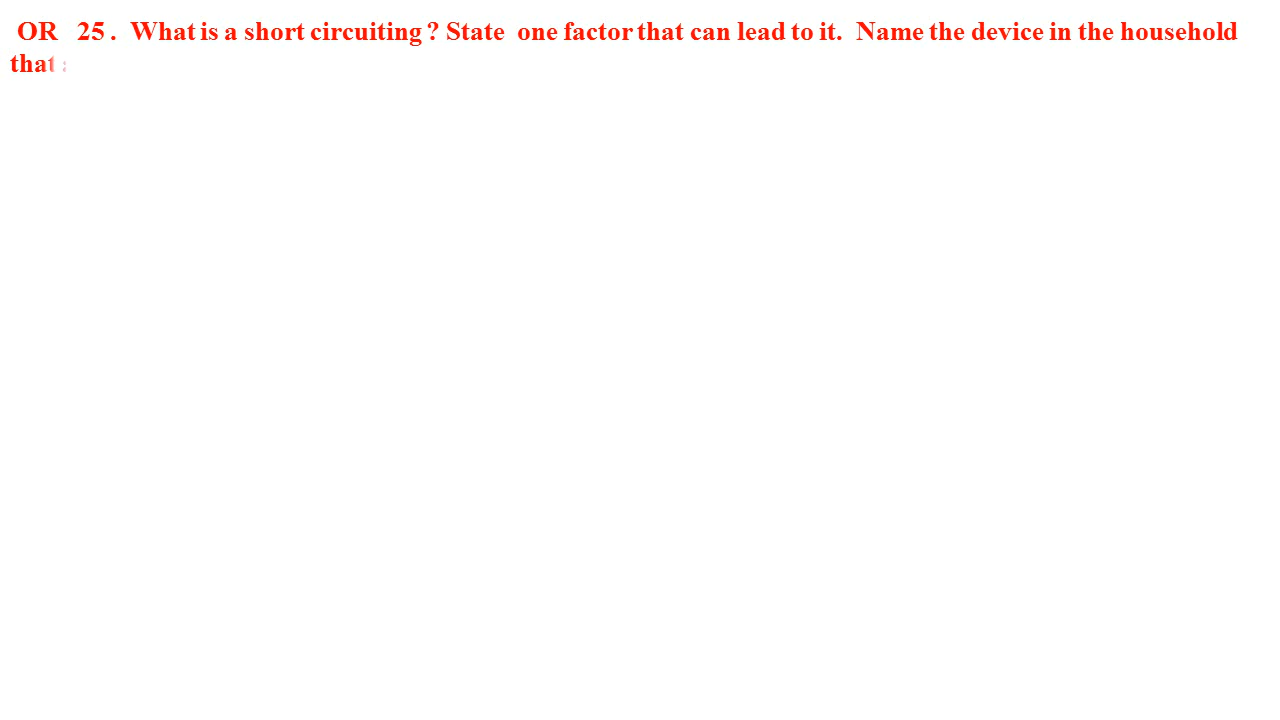 OR 25 . What is a short circuiting ? State one factor that can lead to it. Name the device in the household
that